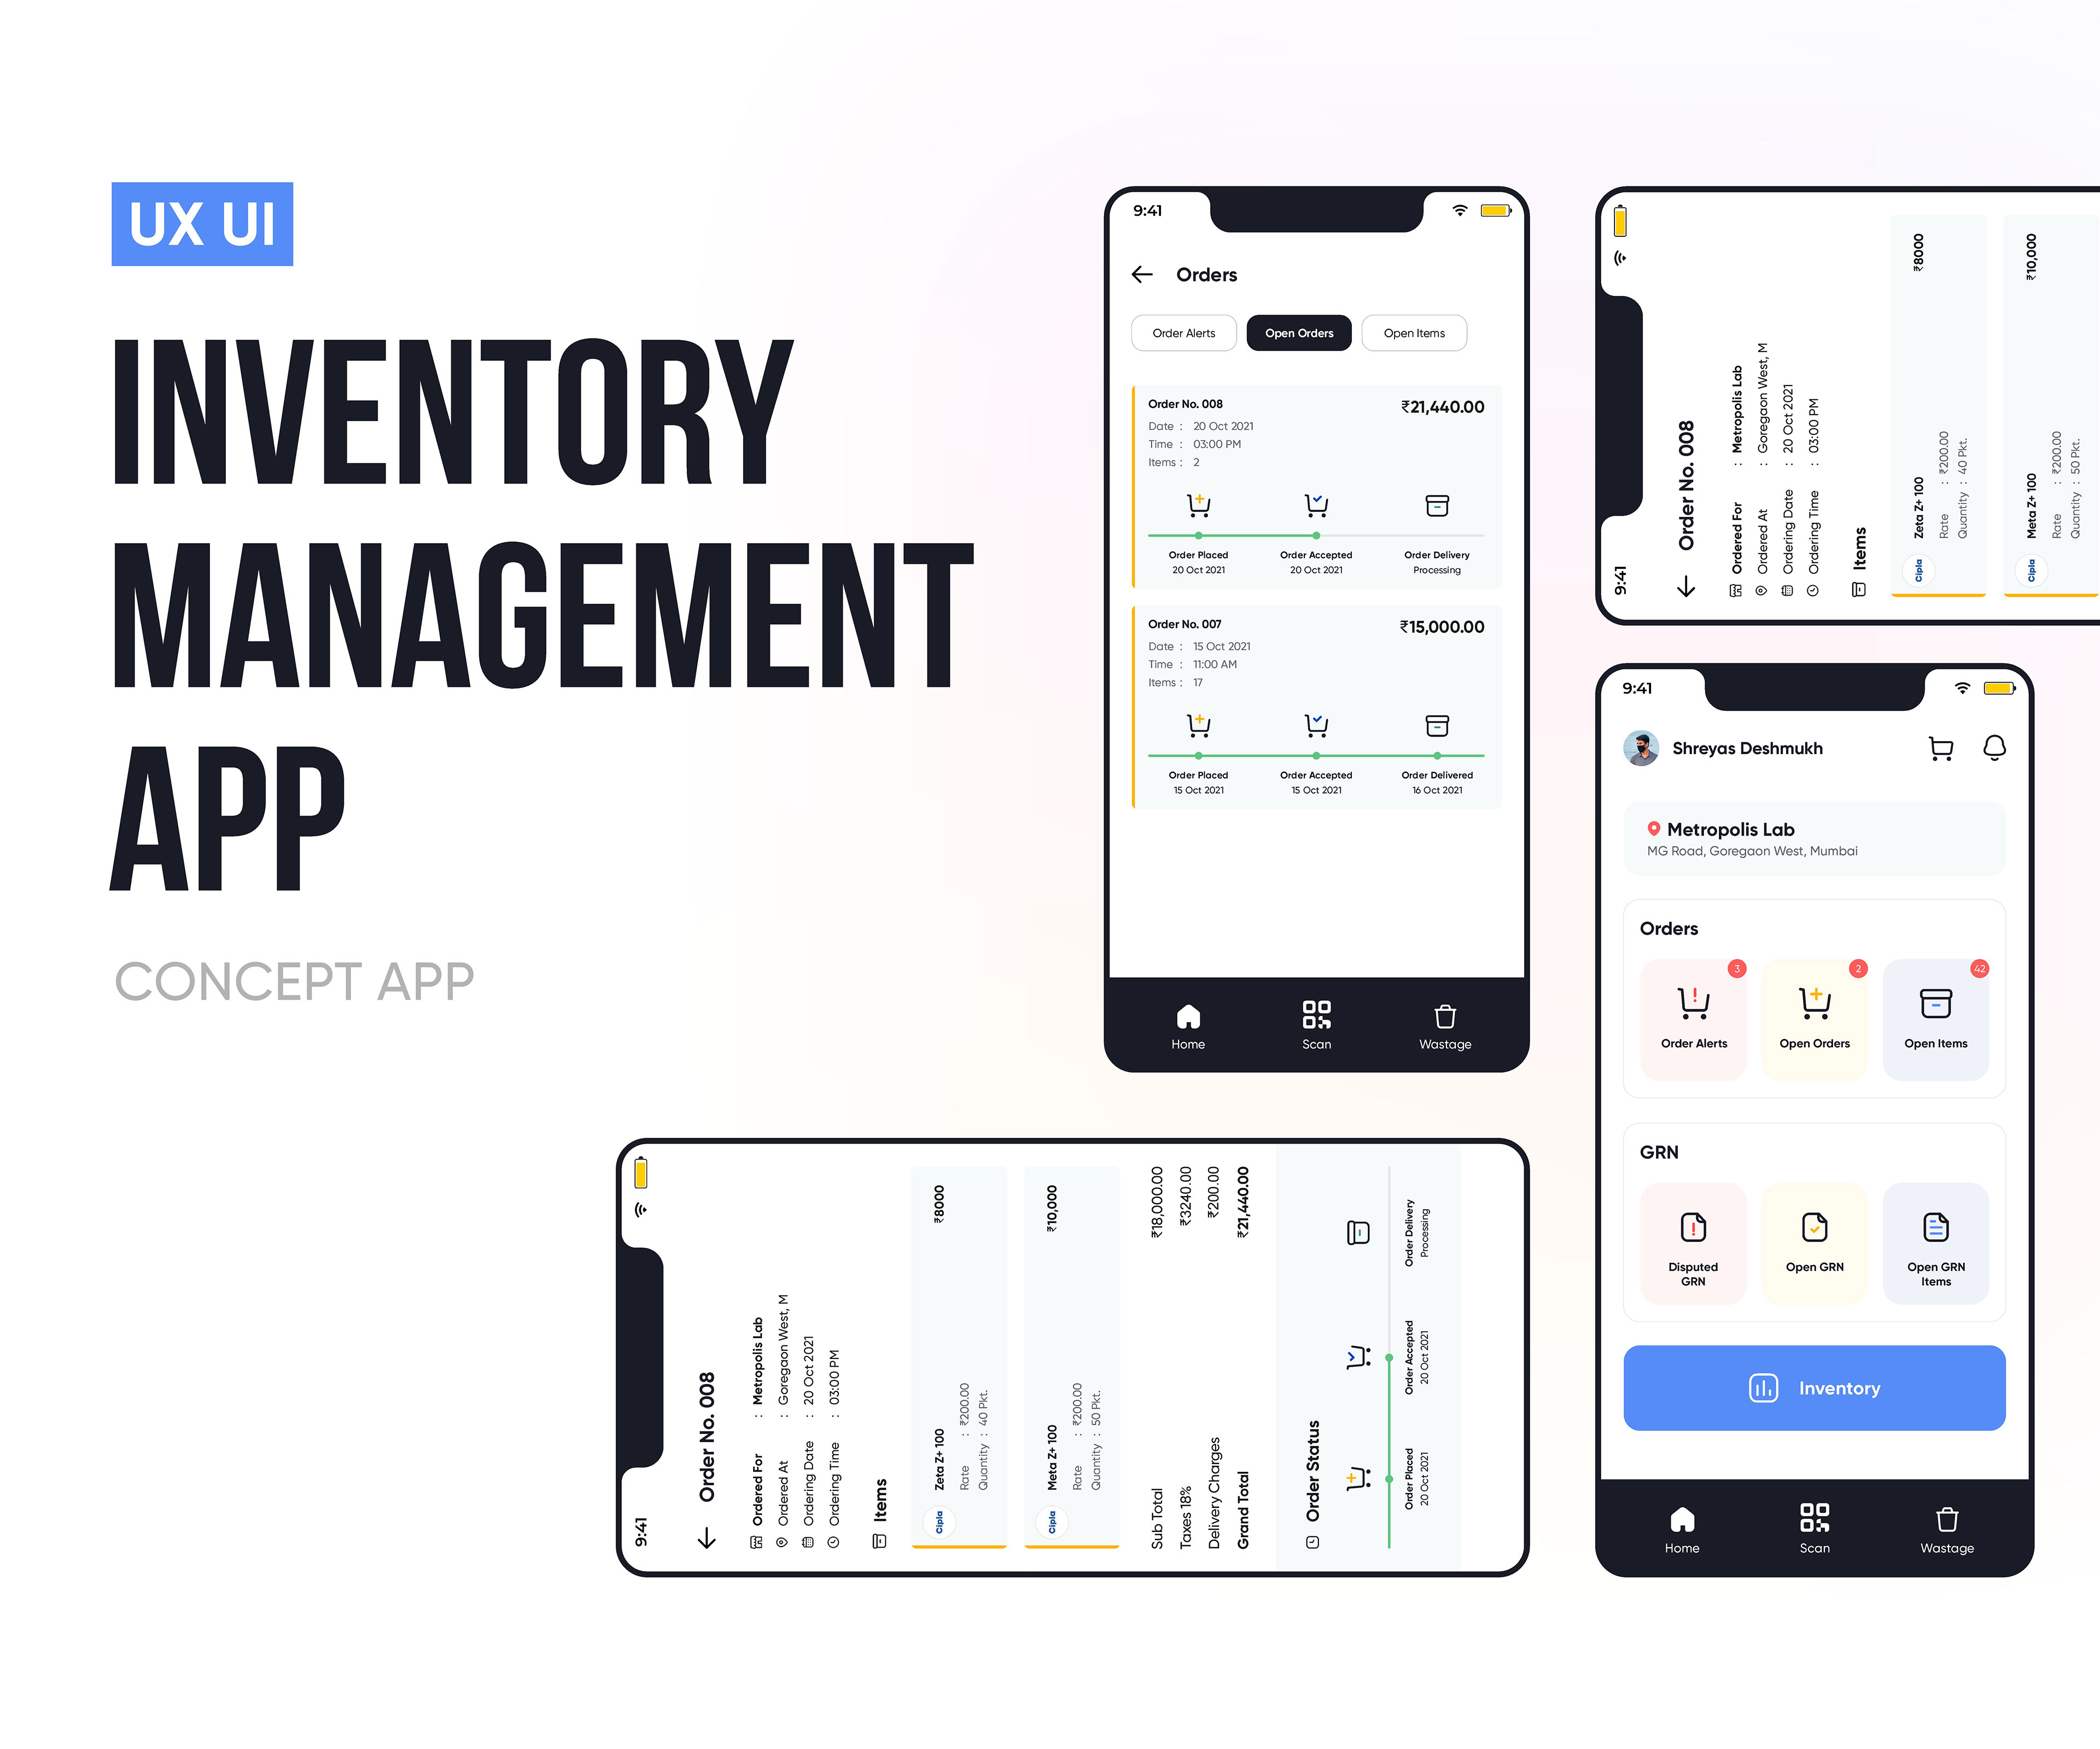 UX UI
INVENTORY
MANAGEMENT
APP
CONCEPT APP
9:41
Orders
Order Alerts
Open Orders
Open Items
Order No. 008
₹21,440.00
Date : 20 Oct 2021
Time : 03:00 PM
Items : 2
Order Placed
20 Oct 2021
Order Accepted
20 Oct 2021
Order Delivery
Processing
Order No. 007
₹15,000.00
Date : 15 Oct 2021
Time : 11:00 AM
Items : 17
Order Placed
15 Oct 2021
Order Accepted
15 Oct 2021
Order Delivered
16 Oct 2021
Home
Scan
Wastage
9:41
Order No. 008
Ordered For : Metropolis Lab
Ordered At : Goregaon West, M
Ordering Date : 20 Oct 2021
Ordering Time : 03:00 PM
Items
Cipla
Zeta Z+ 100
₹8000
Rate : ₹200.00
Quantity : 40 Pkt.
Cipla
Meta Z+ 100
₹10,000
Rate : ₹200.00
Quantity : 50 Pkt.
9:41
Shreyas Deshmukh
Metropolis Lab
MG Road, Goregaon West, Mumbai
Orders
3
Order Alerts
2
Open Orders
42
Open Items
GRN
Disputed
GRN
Open GRN
Open GRN
Items
Inventory
Home
Scan
Wastage
9:41
Order No. 008
Ordered For : Metropolis Lab
Ordered At : Goregaon West, M
Ordering Date : 20 Oct 2021
Ordering Time : 03:00 PM
Items
Cipla
Zeta Z+ 100
₹8000
Rate : ₹200.00
Quantity : 40 Pkt.
Cipla
Meta Z+ 100
₹10,000
Rate : ₹200.00
Quantity : 50 Pkt.
Sub Total ₹18,000.00
Taxes 18% ₹3240.00
Delivery Charges ₹200.00
Grand Total ₹21,440.00
Order Status
Order Placed
20 Oct 2021
Order Accepted
20 Oct 2021
Order Delivery
Processing